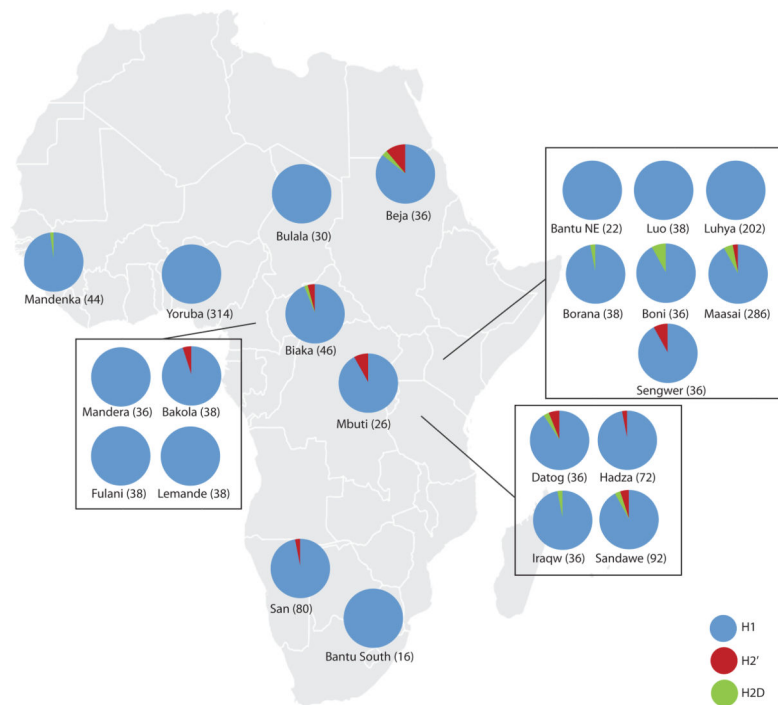 Beja (36)
Bulala (30)
Mandenka (44)
Yoruba (314)
Biaka (46)
Mbuti (26)
Bantu NE (22) Luo (38) Luhya (202)
Borana (38) Boni (36) Maasai (286)
Sengwer (36)
Mandera (36) Bakola (38)
Fulani (38) Lemande (38)
Datog (36) Hadza (72)
Iraqw (36) Sandawe (92)
San (80)
Bantu South (16)
H1
H2'
H2D